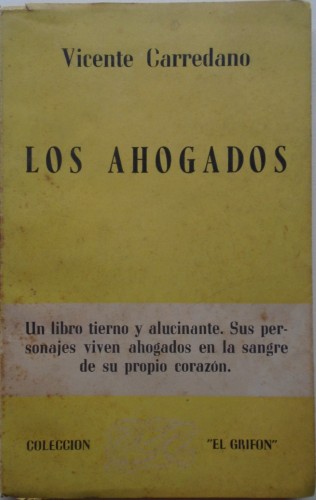 Vicente Carredano
LOS AHOGADOS
Un libro tierno y alucinante. Sus per-
sonajes viven ahogados en la sangre
de su propio corazón.
COLECCION "EL GRIFON"